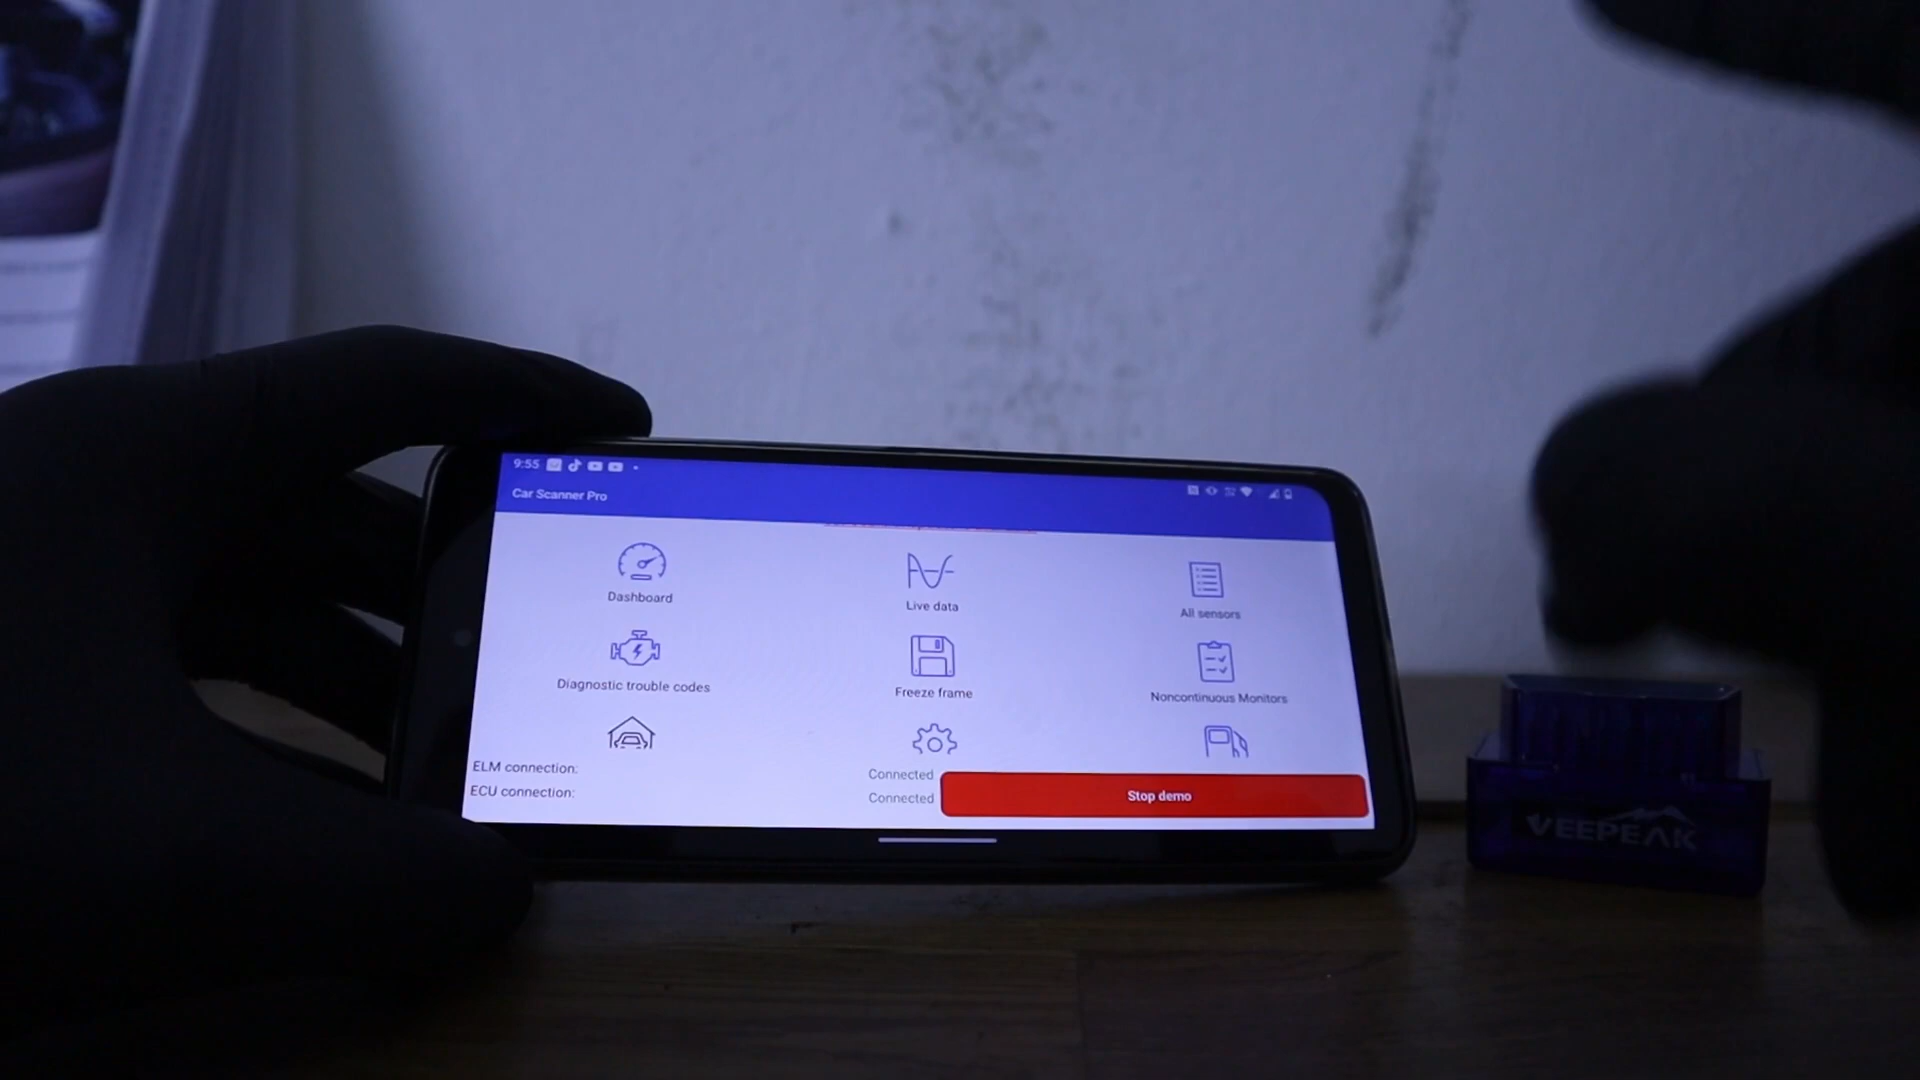 9:55
Car Scanner Pro
Dashboard
Live data
All sensors
Diagnostic trouble codes
Freeze frame
Noncontinuous Monitors
ELM connection: Connected
ECU connection: Connected
Stop demo
VEEPEAK